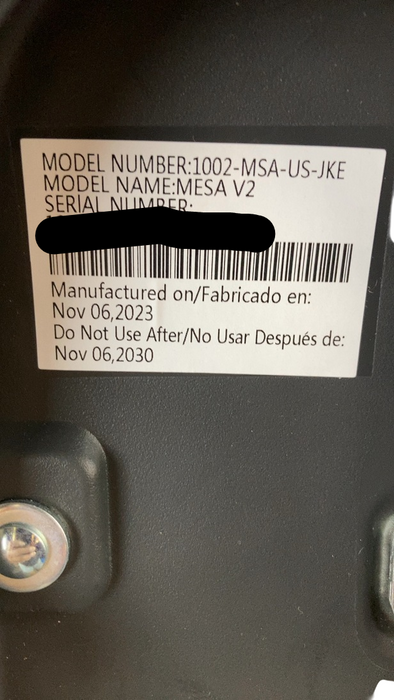 MODEL NUMBER:1002-MSA-US-JKE
MODEL NAME:MESA V2
SERIAL NUMBER:
Manufactured on/Fabricado en:
Nov 06,2023
Do Not Use After/No Usar Después de:
Nov 06,2030